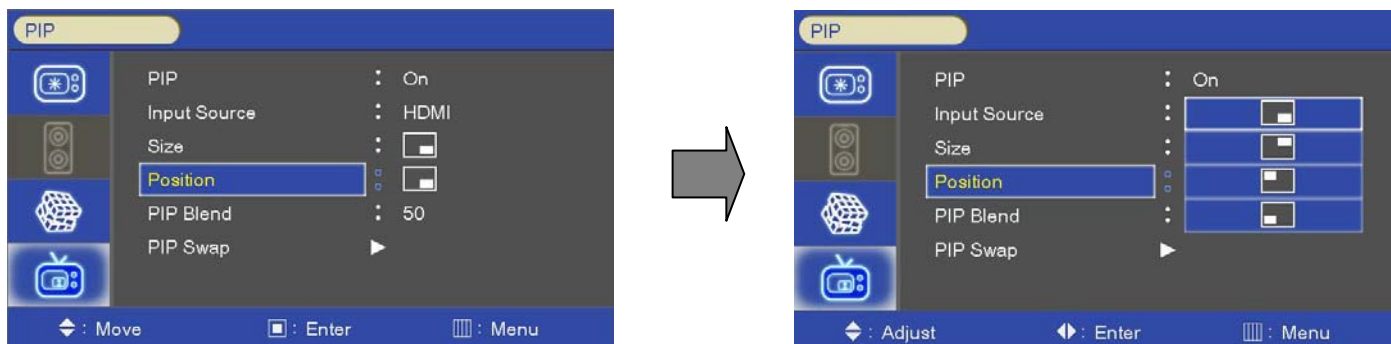 PIP
PIP : On
Input Source : HDMI
Size :
Position :
PIP Blend : 50
PIP Swap
: Move : Enter : Menu
PIP
PIP : On
Input Source :
Size :
Position :
PIP Blend :
PIP Swap
: Adjust : Enter : Menu